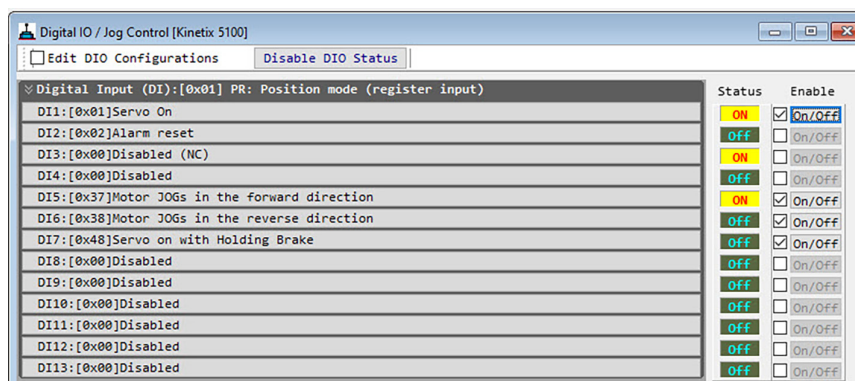 Digital IO / Jog Control [Kinetix 5100]
Edit DIO Configurations Disable DIO Status
Digital Input (DI):[0x01] PR: Position mode (register input) Status Enable
DI1:[0x01]Servo On ON On/Off
DI2:[0x02]Alarm reset Off On/Off
DI3:[0x00]Disabled (NC) ON On/Off
DI4:[0x00]Disabled Off On/Off
DI5:[0x37]Motor JOGs in the forward direction ON On/Off
DI6:[0x38]Motor JOGs in the reverse direction Off On/Off
DI7:[0x48]Servo on with Holding Brake Off On/Off
DI8:[0x00]Disabled Off On/Off
DI9:[0x00]Disabled Off On/Off
DI10:[0x00]Disabled Off On/Off
DI11:[0x00]Disabled Off On/Off
DI12:[0x00]Disabled Off On/Off
DI13:[0x00]Disabled Off On/Off